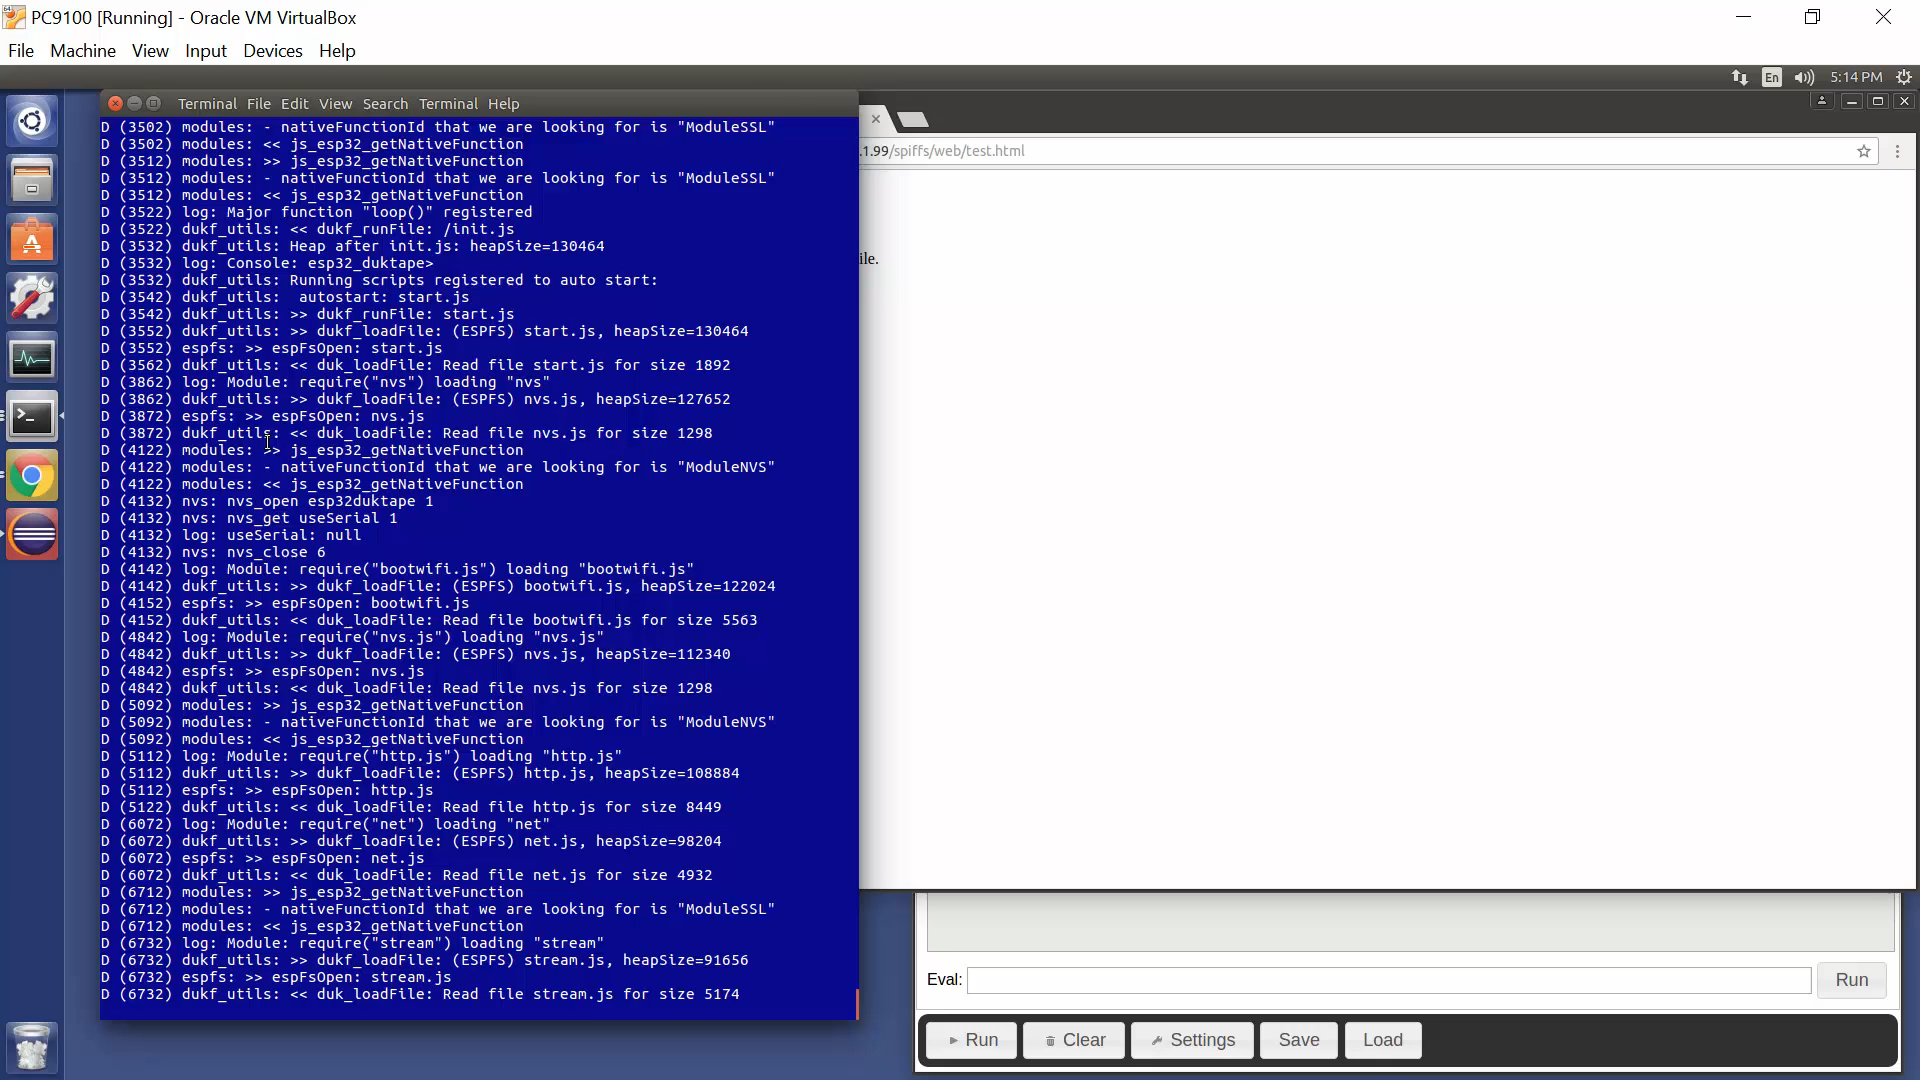 PC9100 [Running] - Oracle VM VirtualBox
File Machine View Input Devices Help
En 5:14 PM
Terminal File Edit View Search Terminal Help
D (3502) modules: - nativeFunctionId that we are looking for is "ModuleSSL"
D (3502) modules: << js_esp32_getNativeFunction
D (3512) modules: >> js_esp32_getNativeFunction
D (3512) modules: - nativeFunctionId that we are looking for is "ModuleSSL"
D (3512) modules: << js_esp32_getNativeFunction
D (3522) log: Major function "loop()" registered
D (3522) dukf_utils: << dukf_runFile: /init.js
D (3532) dukf_utils: Heap after init.js: heapSize=130464
D (3532) log: Console: esp32_duktape>
D (3532) dukf_utils: Running scripts registered to auto start:
D (3542) dukf_utils:  autostart: start.js
D (3542) dukf_utils: >> dukf_runFile: start.js
D (3552) dukf_utils: >> dukf_loadFile: (ESPFS) start.js, heapSize=130464
D (3552) espfs: >> espFsOpen: start.js
D (3562) dukf_utils: << duk_loadFile: Read file start.js for size 1892
D (3862) log: Module: require("nvs") loading "nvs"
D (3862) dukf_utils: >> dukf_loadFile: (ESPFS) nvs.js, heapSize=127652
D (3872) espfs: >> espFsOpen: nvs.js
D (3872) dukf_utils: << duk_loadFile: Read file nvs.js for size 1298
D (4122) modules: >> js_esp32_getNativeFunction
D (4122) modules: - nativeFunctionId that we are looking for is "ModuleNVS"
D (4122) modules: << js_esp32_getNativeFunction
D (4132) nvs: nvs_open esp32duktape 1
D (4132) nvs: nvs_get useSerial 1
D (4132) log: useSerial: null
D (4132) nvs: nvs_close 6
D (4142) log: Module: require("bootwifi.js") loading "bootwifi.js"
D (4142) dukf_utils: >> dukf_loadFile: (ESPFS) bootwifi.js, heapSize=122024
D (4152) espfs: >> espFsOpen: bootwifi.js
D (4152) dukf_utils: << duk_loadFile: Read file bootwifi.js for size 5563
D (4842) log: Module: require("nvs.js") loading "nvs.js"
D (4842) dukf_utils: >> dukf_loadFile: (ESPFS) nvs.js, heapSize=112340
D (4842) espfs: >> espFsOpen: nvs.js
D (4842) dukf_utils: << duk_loadFile: Read file nvs.js for size 1298
D (5092) modules: >> js_esp32_getNativeFunction
D (5092) modules: - nativeFunctionId that we are looking for is "ModuleNVS"
D (5092) modules: << js_esp32_getNativeFunction
D (5112) log: Module: require("http.js") loading "http.js"
D (5112) dukf_utils: >> dukf_loadFile: (ESPFS) http.js, heapSize=108884
D (5112) espfs: >> espFsOpen: http.js
D (5122) dukf_utils: << duk_loadFile: Read file http.js for size 8449
D (6072) log: Module: require("net") loading "net"
D (6072) dukf_utils: >> dukf_loadFile: (ESPFS) net.js, heapSize=98204
D (6072) espfs: >> espFsOpen: net.js
D (6072) dukf_utils: << duk_loadFile: Read file net.js for size 4932
D (6712) modules: >> js_esp32_getNativeFunction
D (6712) modules: - nativeFunctionId that we are looking for is "ModuleSSL"
D (6712) modules: << js_esp32_getNativeFunction
D (6732) log: Module: require("stream") loading "stream"
D (6732) dukf_utils: >> dukf_loadFile: (ESPFS) stream.js, heapSize=91656
D (6732) espfs: >> espFsOpen: stream.js
D (6732) dukf_utils: << duk_loadFile: Read file stream.js for size 5174
.1.99/spiffs/web/test.html
ile.
Eval: Run
Run Clear Settings Save Load